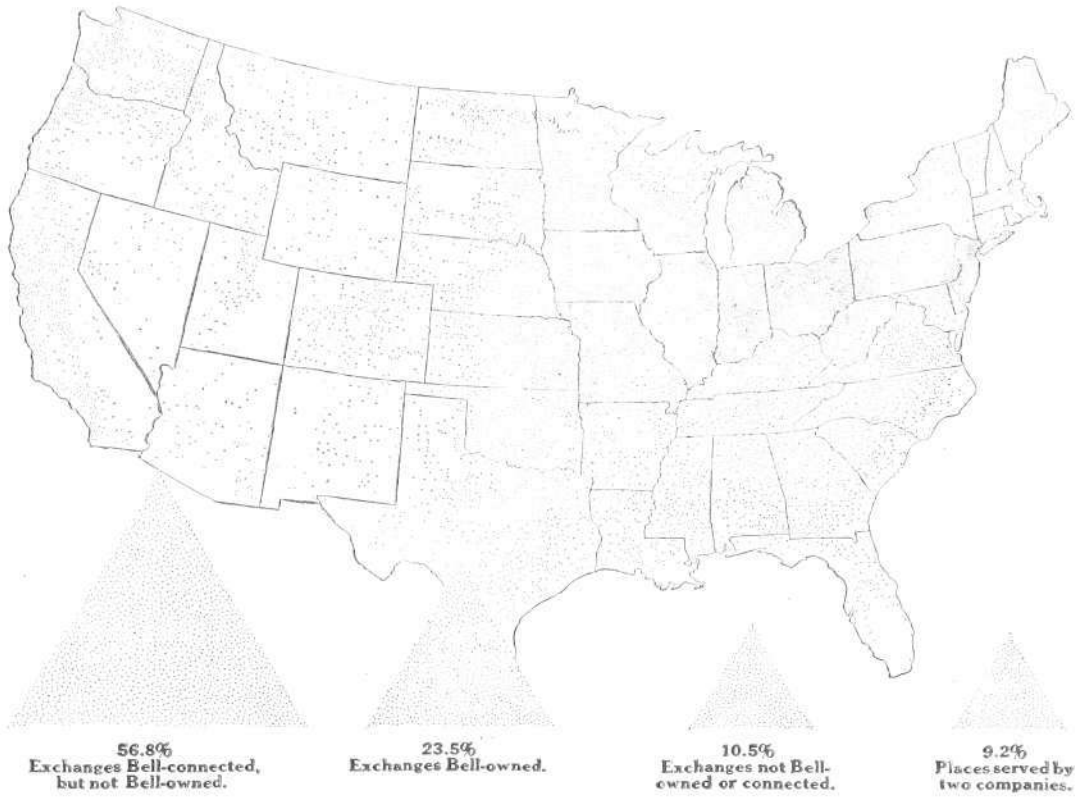 56.8%
Exchanges Bell-connected,
but not Bell-owned.
23.5%
Exchanges Bell-owned.
10.5%
Exchanges not Bell-
owned or connected.
9.2%
Places served by
two companies.